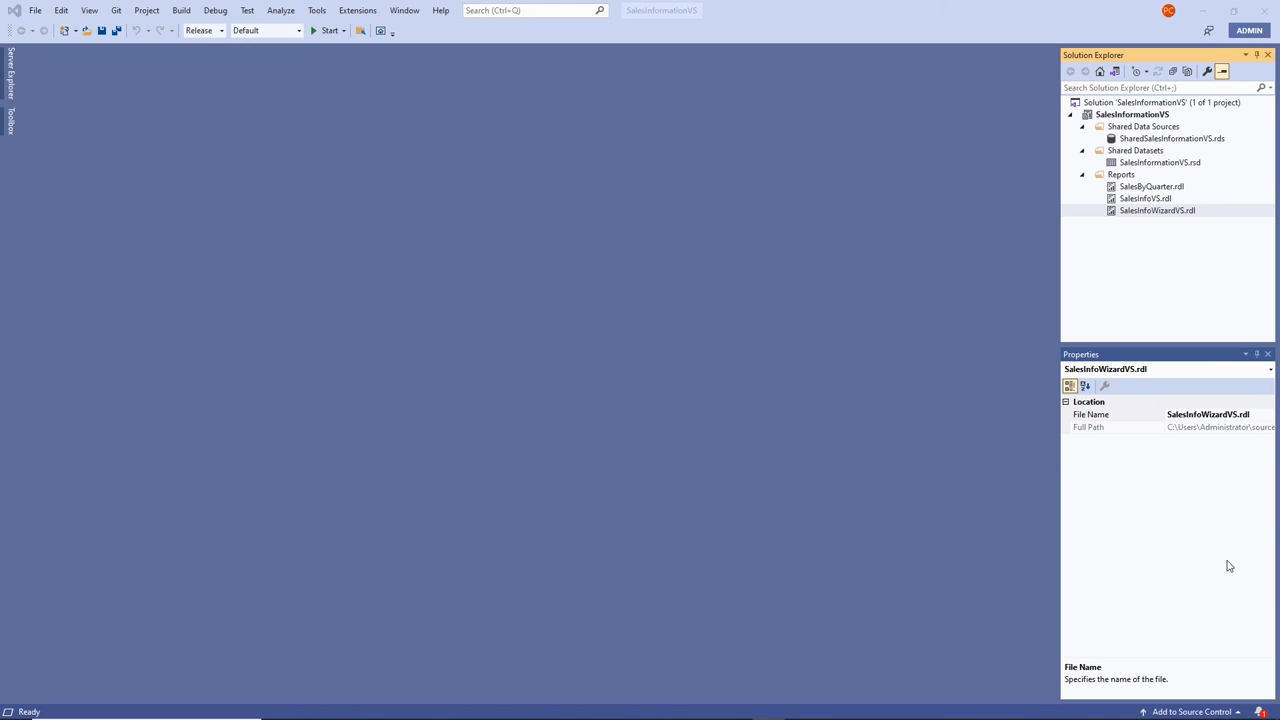 File Edit View Git Project Build Debug Test Analyze Tools Extensions Window Help Search (Ctrl+Q) SalesInformationVS PC
Release Default Start ADMIN
Server Explorer
Toolbox
Solution Explorer
Search Solution Explorer (Ctrl+;)
Solution 'SalesInformationVS' (1 of 1 project)
SalesInformationVS
Shared Data Sources
SharedSalesInformationVS.rds
Shared Datasets
SalesInformationVS.rsd
Reports
SalesByQuarter.rdl
SalesInfoVS.rdl
SalesInfoWizardVS.rdl
Properties
SalesInfoWizardVS.rdl
Location
File Name SalesInfoWizardVS.rdl
Full Path C:\Users\Administrator\source
File Name
Specifies the name of the file.
Ready Add to Source Control 1